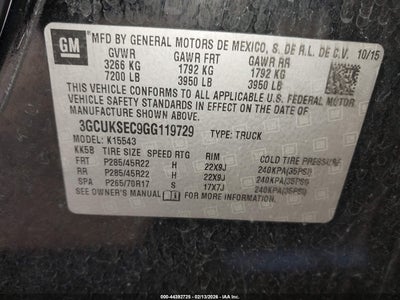 GM MFD BY GENERAL MOTORS DE MEXICO, S. DE R.L. DE C.V. 10/15
GVWR GAWR FRT GAWR RR
3266 KG 1792 KG 1792 KG
7200 LB 3950 LB 3950 LB
THIS VEHICLE CONFORMS TO ALL APPLICABLE U.S. FEDERAL MOTOR
VEHICLE SAFETY STANDARDS IN EFFECT ON THE DATE OF
MANUFACTURE SHOWN ABOVE.
3GCUKSEC9GG119729 TYPE: TRUCK
MODEL: K15543
KK5B TIRE SIZE SPEED RTG RIM COLD TIRE PRESSURE
FRT P285/45R22 H 22X9J 240KPA(35PSI)
RR P285/45R22 H 22X9J 240KPA(35PSI)
SPA P265/70R17 S 17X7J 240KPA(35PSI)
SEE OWNER'S MANUAL FOR MORE INFORMATION
000-44392725 - 02/13/2026 - iaai.com